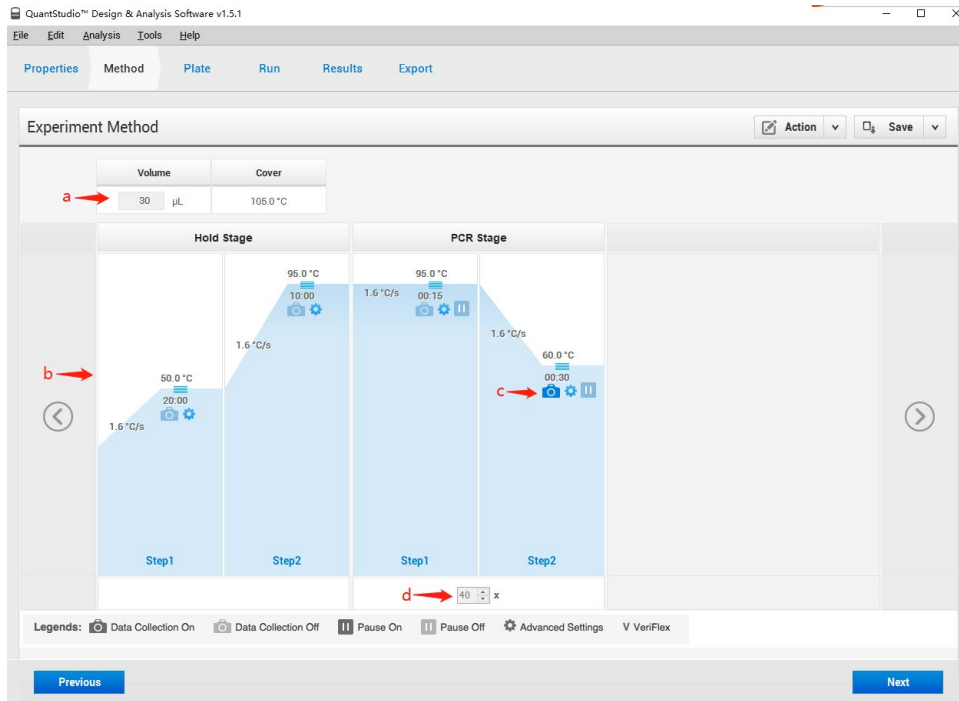 QuantStudio™ Design & Analysis Software v1.5.1
File Edit Analysis Tools Help
Properties Method Plate Run Results Export
Experiment Method Action Save
Volume Cover
a 30 µL 105.0 °C
Hold Stage PCR Stage
95.0 °C 95.0 °C
10:00 1.6 °C/s 00:15
1.6 °C/s
1.6 °C/s
60.0 °C
b 50.0 °C 00:30
c
20:00
1.6 °C/s
Step1 Step2 Step1 Step2
d 40 x
Legends: Data Collection On Data Collection Off Pause On Pause Off Advanced Settings V VeriFlex
Previous Next